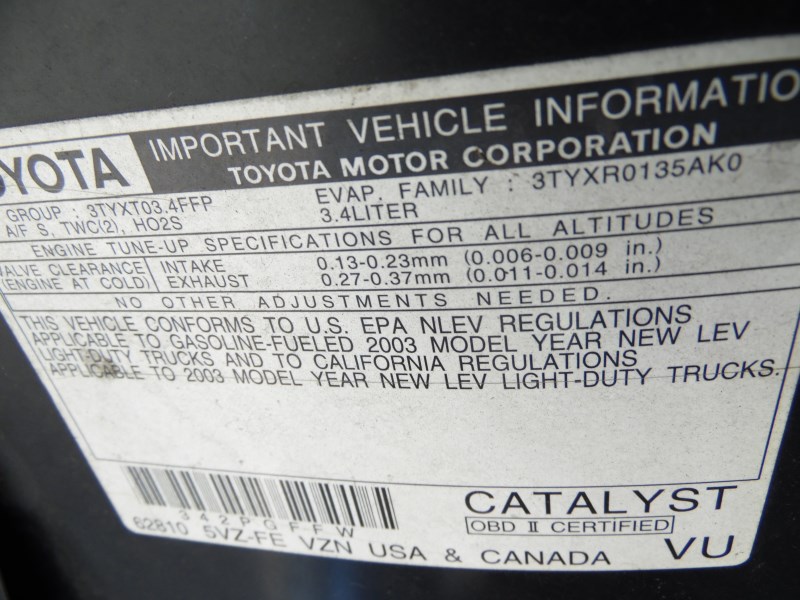 OYOTA IMPORTANT VEHICLE INFORMATIO
TOYOTA MOTOR CORPORATION
GROUP : 3TYXT03.4FFP EVAP. FAMILY : 3TYXR0135AK0
A/F S, TWC(2), HO2S 3.4LITER
ENGINE TUNE-UP SPECIFICATIONS FOR ALL ALTITUDES
VALVE CLEARANCE INTAKE 0.13-0.23mm (0.006-0.009 in.)
(ENGINE AT COLD) EXHAUST 0.27-0.37mm (0.011-0.014 in.)
NO OTHER ADJUSTMENTS NEEDED.
THIS VEHICLE CONFORMS TO U.S. EPA NLEV REGULATIONS
APPLICABLE TO GASOLINE-FUELED 2003 MODEL YEAR NEW LEV
LIGHT-DUTY TRUCKS AND TO CALIFORNIA REGULATIONS
APPLICABLE TO 2003 MODEL YEAR NEW LEV LIGHT-DUTY TRUCKS.
CATALYST
342PGFFW OBD II CERTIFIED
62810 5VZ-FE VZN USA & CANADA VU